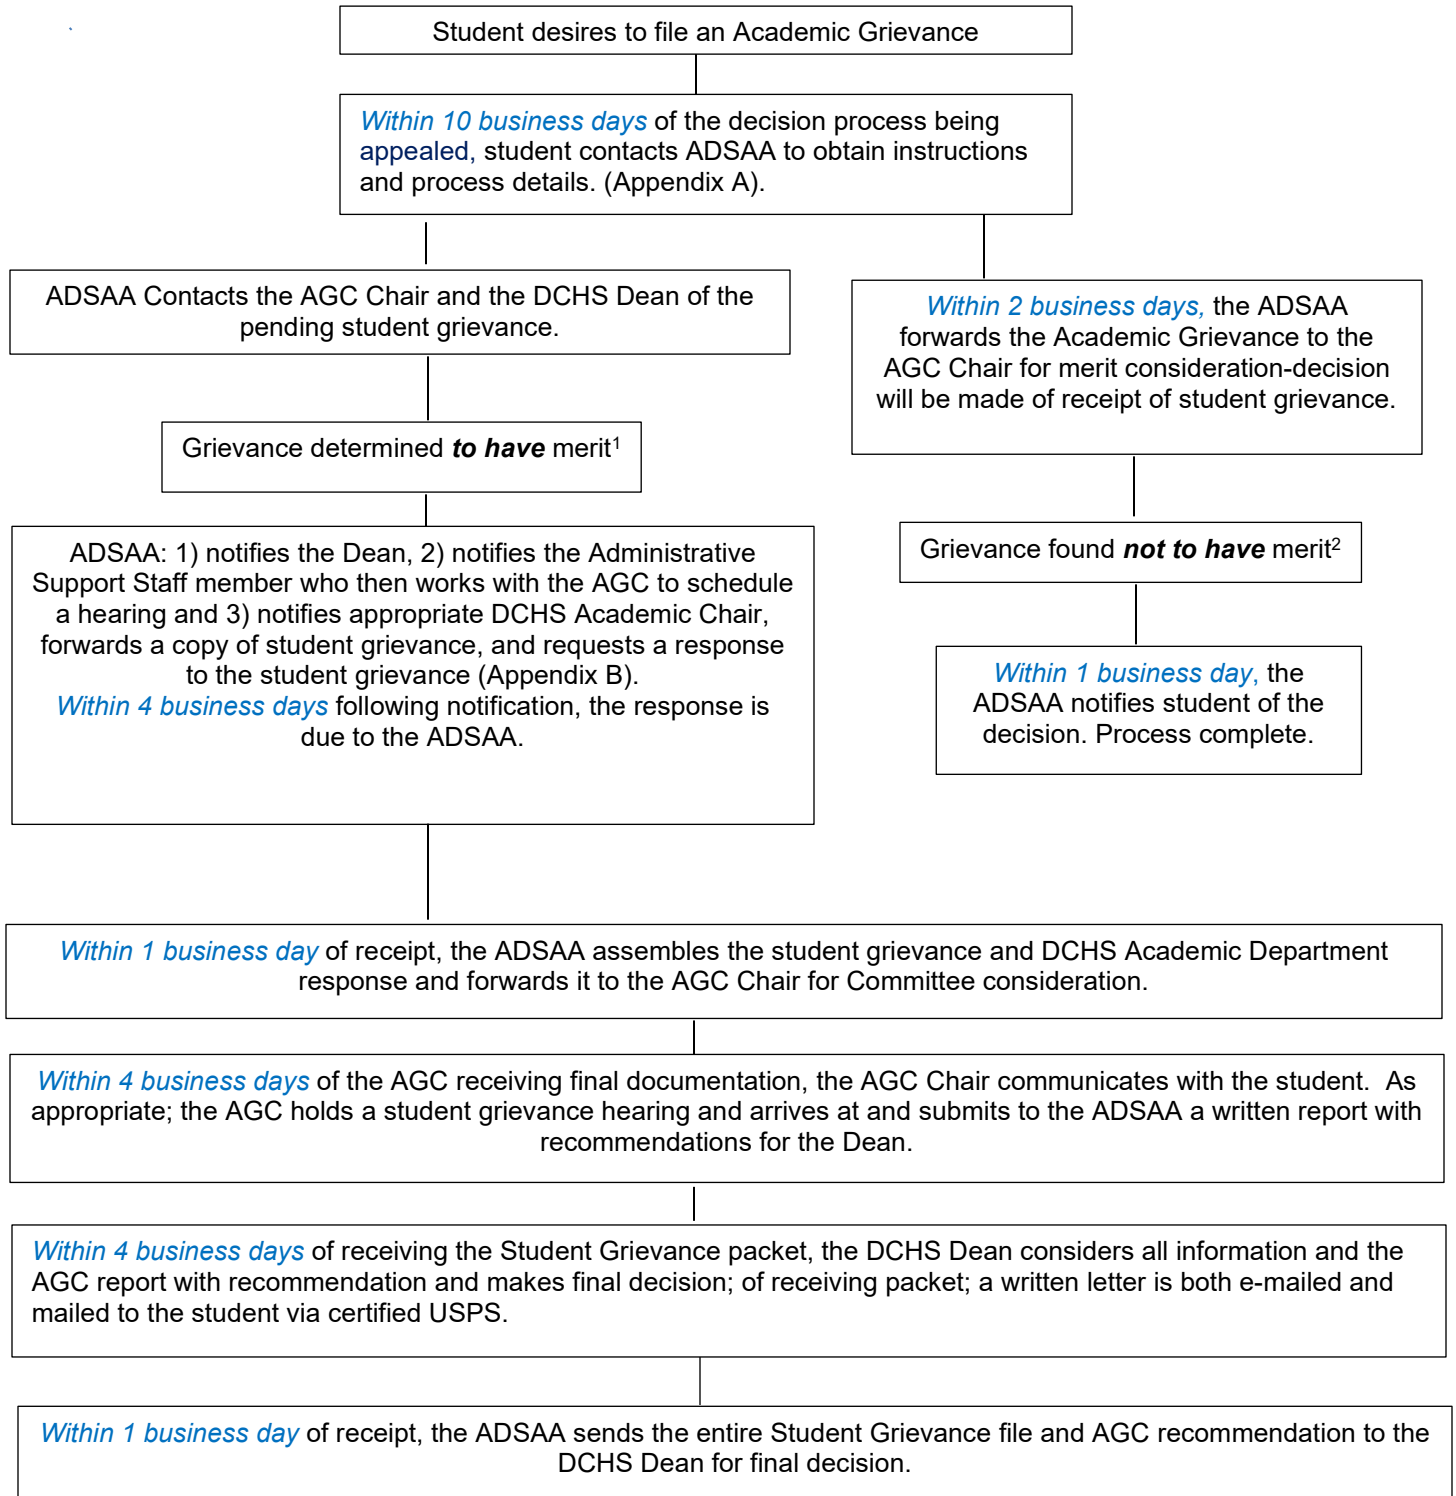 Student desires to file an Academic Grievance
Within 10 business days of the decision process being
appealed, student contacts ADSAA to obtain instructions
and process details. (Appendix A).
ADSAA Contacts the AGC Chair and the DCHS Dean of the
pending student grievance.
Within 2 business days, the ADSAA
forwards the Academic Grievance to the
AGC Chair for merit consideration-decision
will be made of receipt of student grievance.
Grievance determined to have merit1
Grievance found not to have merit2
ADSAA: 1) notifies the Dean, 2) notifies the Administrative
Support Staff member who then works with the AGC to schedule
a hearing and 3) notifies appropriate DCHS Academic Chair,
forwards a copy of student grievance, and requests a response
to the student grievance (Appendix B).
Within 4 business days following notification, the response is
due to the ADSAA.
Within 1 business day, the
ADSAA notifies student of the
decision. Process complete.
Within 1 business day of receipt, the ADSAA assembles the student grievance and DCHS Academic Department
response and forwards it to the AGC Chair for Committee consideration.
Within 4 business days of the AGC receiving final documentation, the AGC Chair communicates with the student.  As
appropriate; the AGC holds a student grievance hearing and arrives at and submits to the ADSAA a written report with
recommendations for the Dean.
Within 4 business days of receiving the Student Grievance packet, the DCHS Dean considers all information and the
AGC report with recommendation and makes final decision; of receiving packet; a written letter is both e-mailed and
mailed to the student via certified USPS.
Within 1 business day of receipt, the ADSAA sends the entire Student Grievance file and AGC recommendation to the
DCHS Dean for final decision.